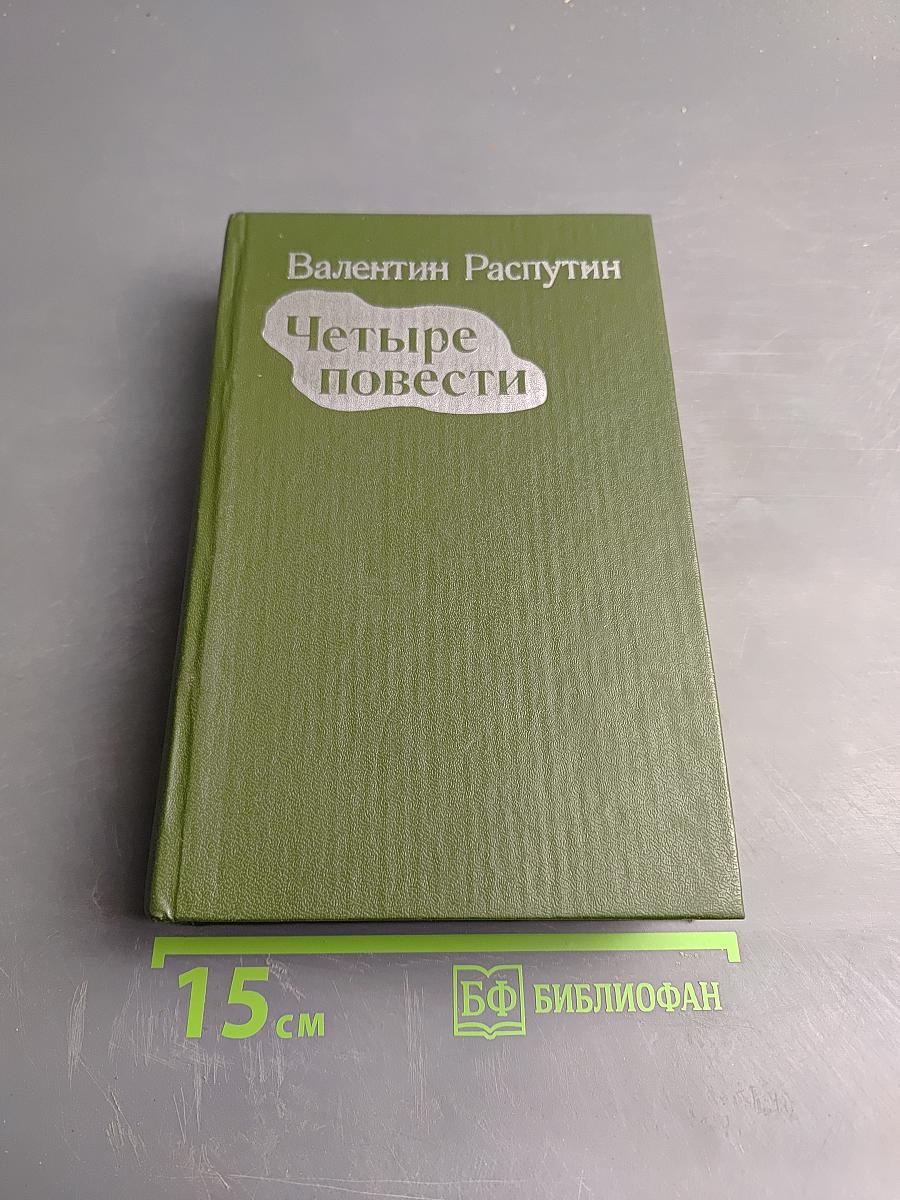 Валентин Распутин
Четыре
повести
15 см
БФ БИБЛИОФАН